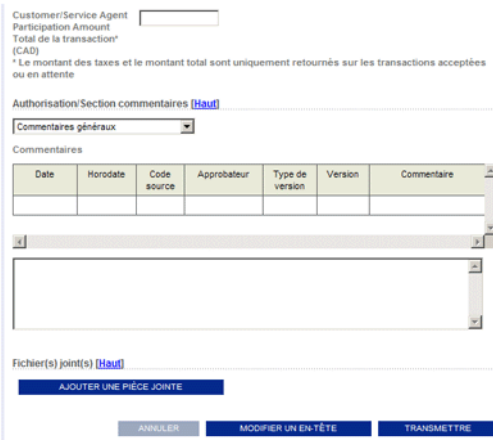 Customer/Service Agent
Participation Amount
Total de la transaction*
(CAD)
* Le montant des taxes et le montant total sont uniquement retournés sur les transactions acceptées
ou en attente
Authorisation/Section commentaires [Haut]
Commentaires généraux
Commentaires
Date Horodate Code source Approbateur Type de version Version Commentaire
Fichier(s) joint(s) [Haut]
AJOUTER UNE PIÈCE JOINTE
ANNULER MODIFIER UN EN-TÊTE TRANSMETTRE